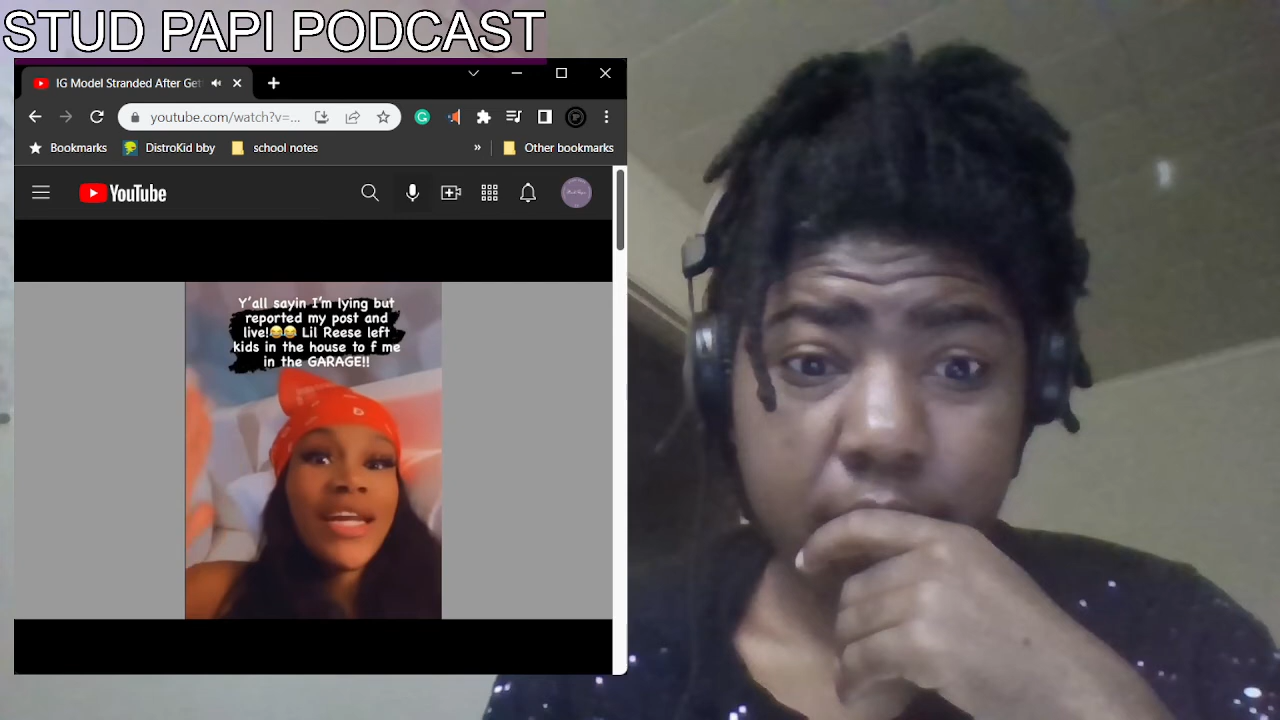 STUD PAPI PODCAST
IG Model Stranded After Get
youtube.com/watch?v=...
Bookmarks
DistroKid bby
school notes
»
Other bookmarks
YouTube
Y'all sayin I'm lying but
reported my post and
live!😂😂 Lil Reese left
kids in the house to f me
in the GARAGE!!